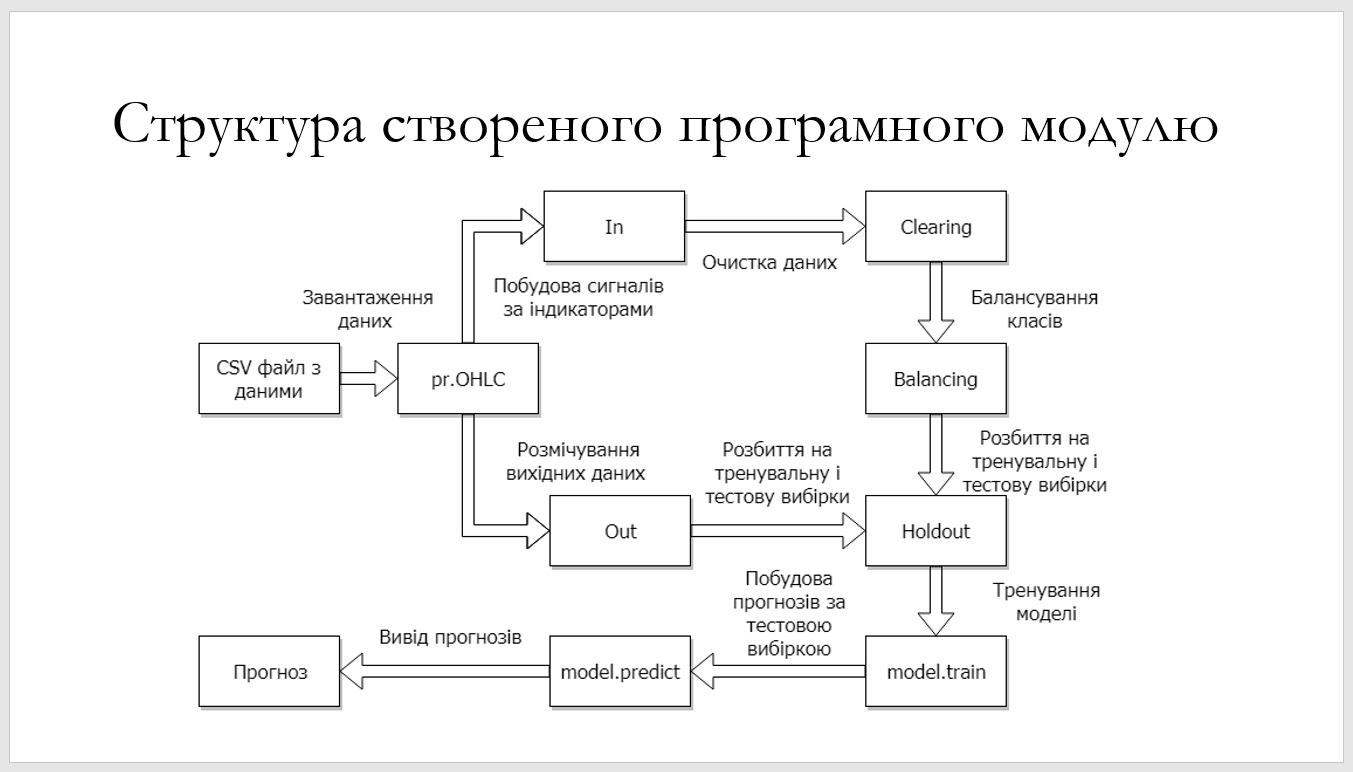 Структура створеного програмного модулю
In
Очистка даних
Clearing
Завантаження
даних
Побудова сигналів
за індикаторами
Балансування
класів
CSV файл з
даними
pr.OHLC
Balancing
Розмічування
вихідних даних
Розбиття на
тренувальну і
тестову вибірки
Розбиття на
тренувальну і
тестову вибірки
Out
Holdout
Побудова
прогнозів за
тестовою
вибіркою
Тренування
моделі
Вивід прогнозів
Прогноз
model.predict
model.train